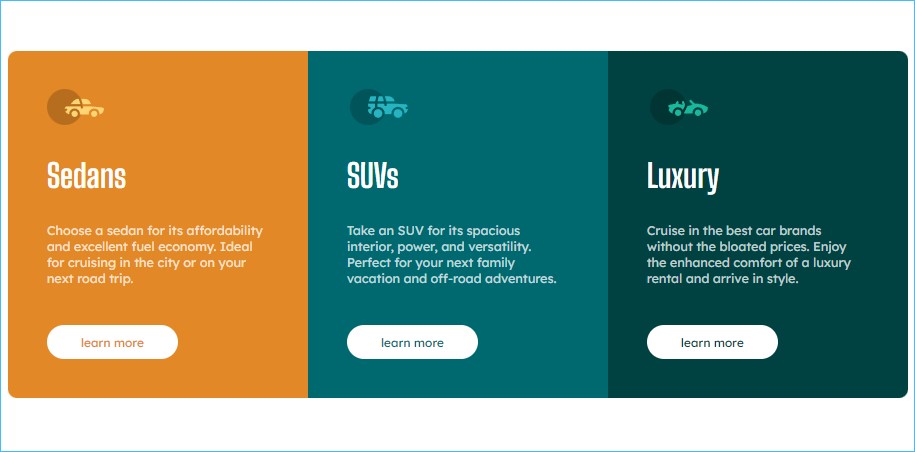 Sedans
Choose a sedan for its affordability
and excellent fuel economy. Ideal
for cruising in the city or on your
next road trip.
learn more
SUVs
Take an SUV for its spacious
interior, power, and versatility.
Perfect for your next family
vacation and off-road adventures.
learn more
Luxury
Cruise in the best car brands
without the bloated prices. Enjoy
the enhanced comfort of a luxury
rental and arrive in style.
learn more